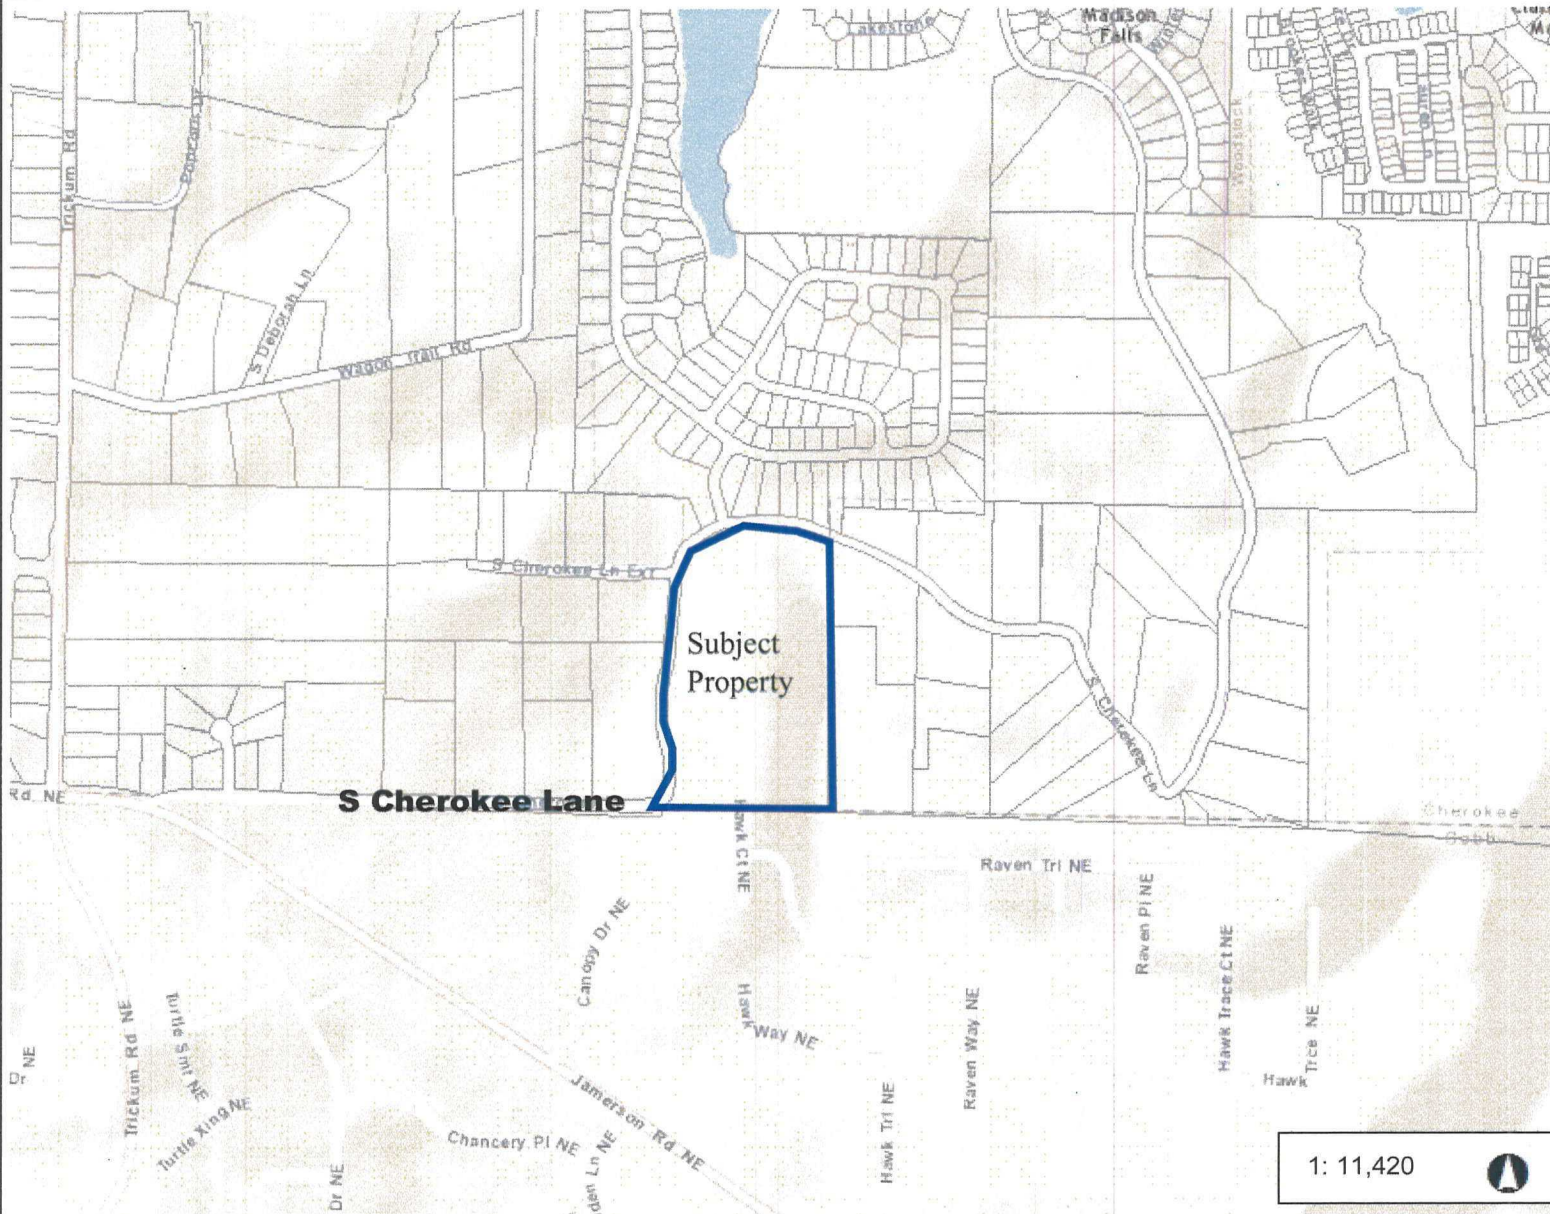 Lakestone
Madison
Falls
Trickum Rd
S Deborah Ln
Wagon Trail Rd
Woodstock
S Cherokee Ln Ext
Subject
Property
S Cherokee Ln
Rd NE
S Cherokee Lane
Cherokee
Cobb
Hawk Ct NE
Raven Trl NE
Canopy Dr NE
Raven Pl NE
Hawk Trace Ct NE
Hawk
Way NE
Raven Way NE
Trickum Rd NE
Turtle Smt NE
Dr NE
Hawk
Trce NE
Turtle Xing NE
Jamerson Rd NE
Chancery Pl NE
Hawk Trl NE
Dr NE
1: 11,420